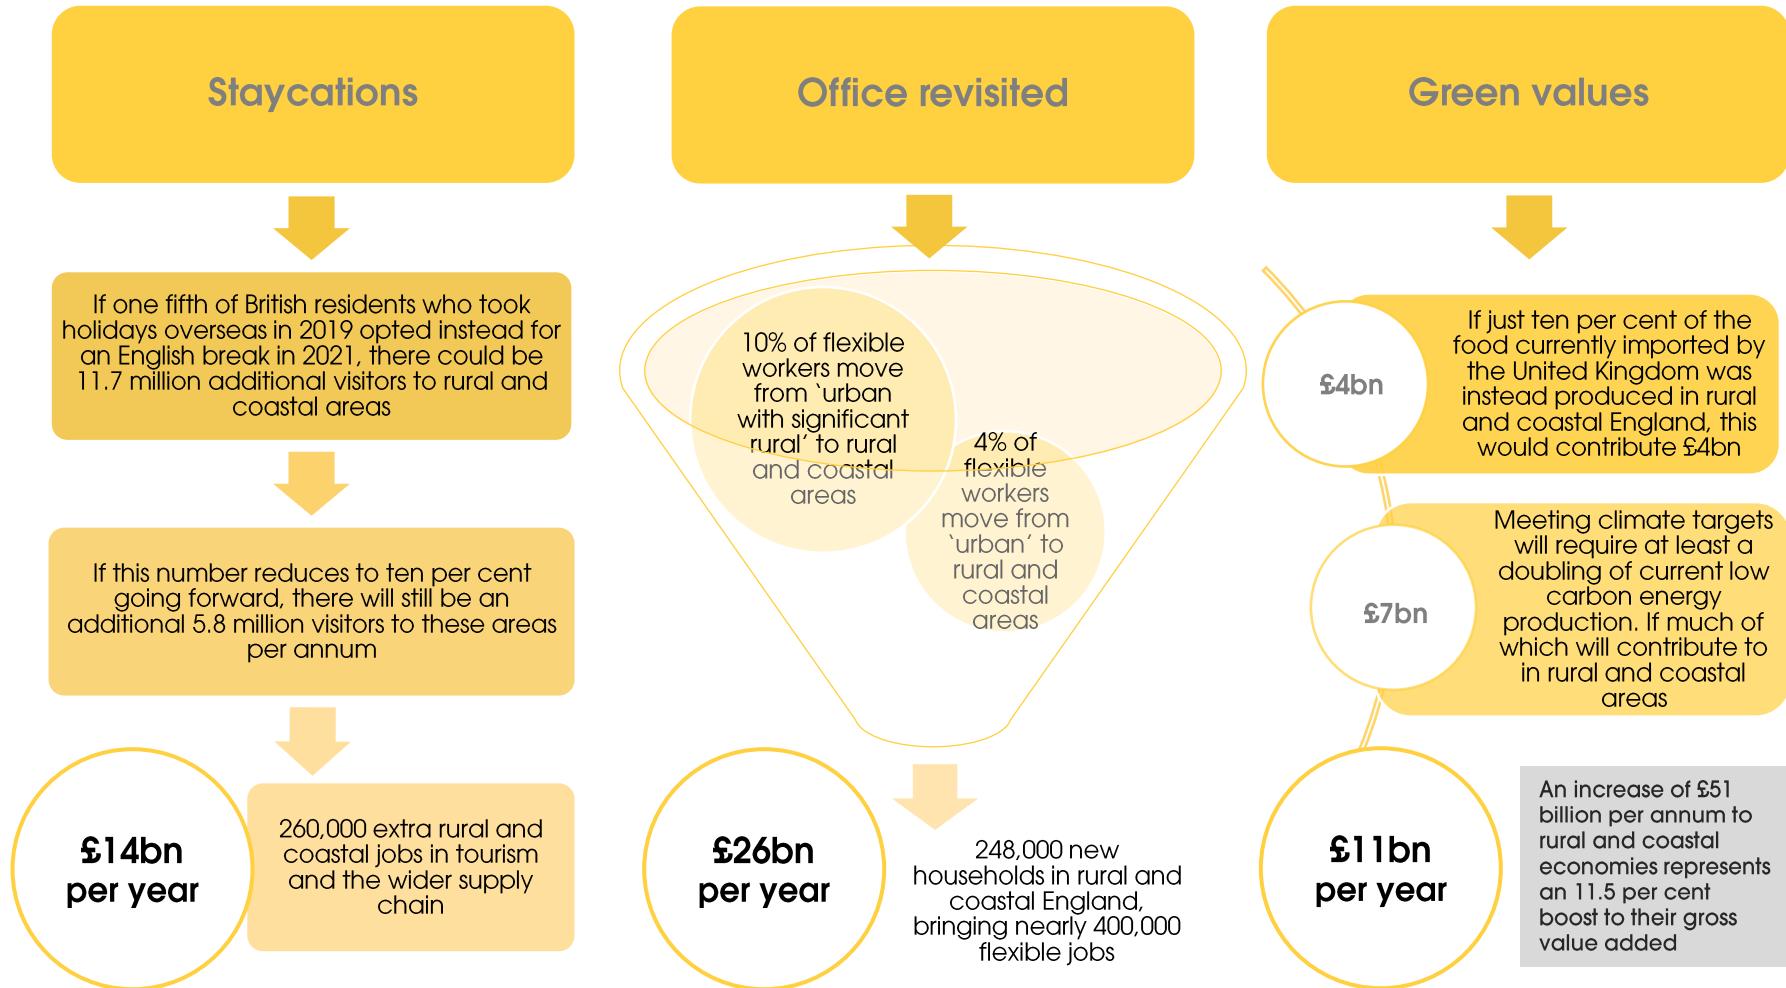 Staycations
If one fifth of British residents who took
holidays overseas in 2019 opted instead for
an English break in 2021, there could be
11.7 million additional visitors to rural and
coastal areas
If this number reduces to ten per cent
going forward, there will still be an
additional 5.8 million visitors to these areas
per annum
£14bn
per year
260,000 extra rural and
coastal jobs in tourism
and the wider supply
chain
Office revisited
10% of flexible
workers move
from ‘urban
with significant
rural’ to rural
and coastal
areas
4% of
flexible
workers
move from
‘urban’ to
rural and
coastal
areas
£26bn
per year
248,000 new
households in rural and
coastal England,
bringing nearly 400,000
flexible jobs
Green values
£4bn
If just ten per cent of the
food currently imported by
the United Kingdom was
instead produced in rural
and coastal England, this
would contribute £4bn
£7bn
Meeting climate targets
will require at least a
doubling of current low
carbon energy
production. If much of
which will contribute to
in rural and coastal
areas
£11bn
per year
An increase of £51
billion per annum to
rural and coastal
economies represents
an 11.5 per cent
boost to their gross
value added